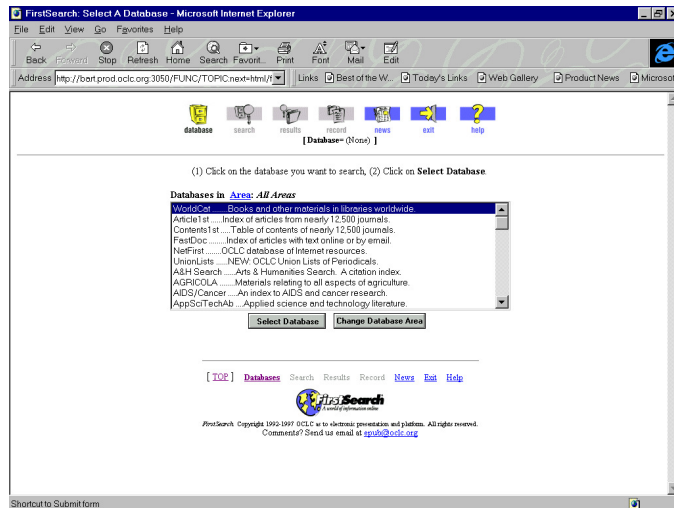 FirstSearch: Select A Database - Microsoft Internet Explorer
File Edit View Go Favorites Help
Back Forward Stop Refresh Home Search Favorit... Print Font Mail Edit
Address http://bart.prod.oclc.org:3050/FUNC/TOPIC:next=html/f Links Best of the W... Today's Links Web Gallery Product News Microsof
database search results record news exit help
[ Database= (None) ]
(1) Click on the database you want to search, (2) Click on Select Database.
Databases in Area: All Areas
WorldCat ......Books and other materials in libraries worldwide.
Article1st ......Index of articles from nearly 12,500 journals.
Contents1st ....Table of contents of nearly 12,500 journals.
FastDoc ........Index of articles with text online or by email.
NetFirst .......OCLC database of Internet resources.
UnionLists .....NEW: OCLC Union Lists of Periodicals.
A&H Search .....Arts & Humanities Search. A citation index.
AGRICOLA .......Materials relating to all aspects of agriculture.
AIDS/Cancer ....An index to AIDS and cancer research.
AppSciTechAb ...Applied science and technology literature.
Select Database Change Database Area
[ TOP ] Databases Search Results Record News Exit Help
FirstSearch
A world of information online
FirstSearch. Copyright 1992-1997 OCLC as to electronic presentation and platform. All rights reserved.
Comments? Send us email at epub@oclc.org
Shortcut to Submit form